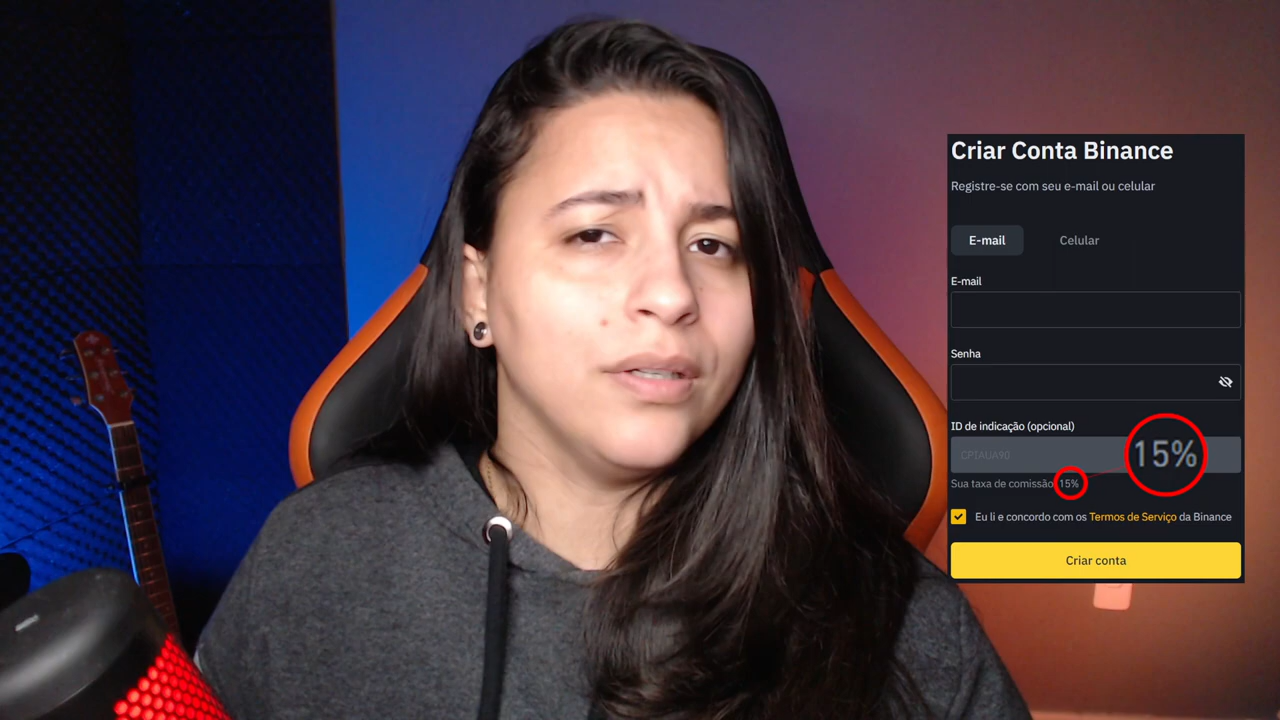 Criar Conta Binance
Registre-se com seu e-mail ou celular
E-mail Celular
E-mail
Senha
ID de indicação (opcional)
CPIAUA90
15%
Sua taxa de comissão 15%
Eu li e concordo com os Termos de Serviço da Binance
Criar conta